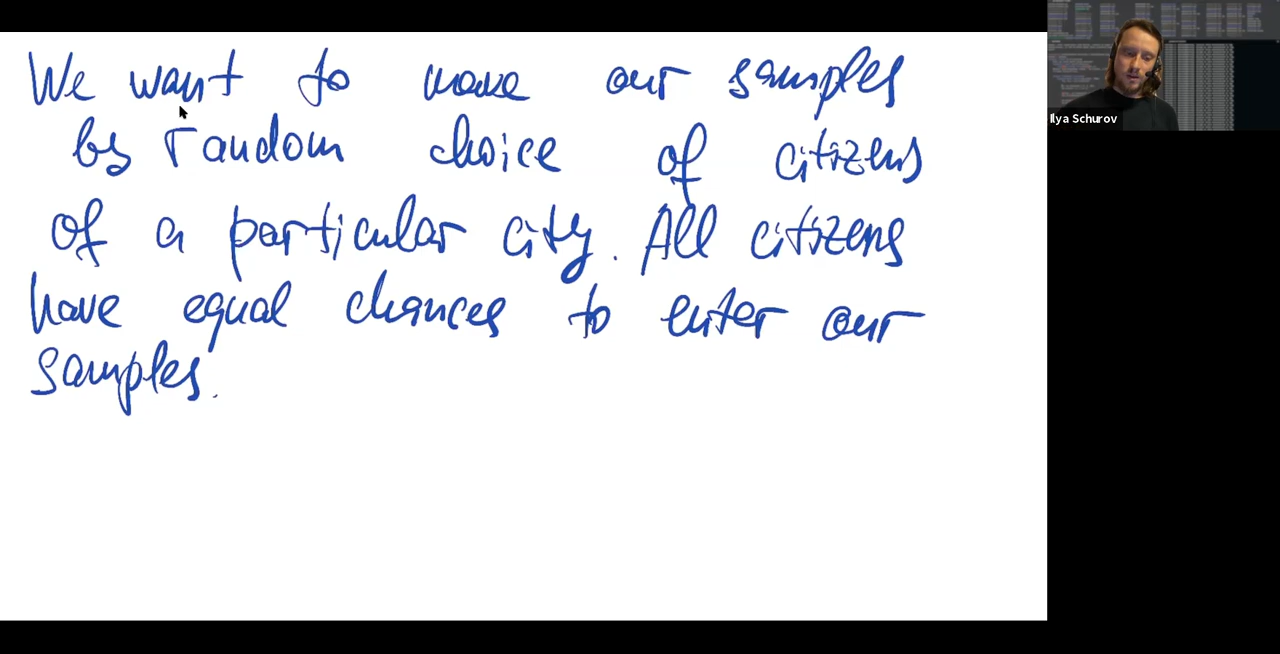 We want to make our samples
by random choice of citizens
of a particular city. All citizens
have equal chances to enter our
samples.
Ilya Schurov